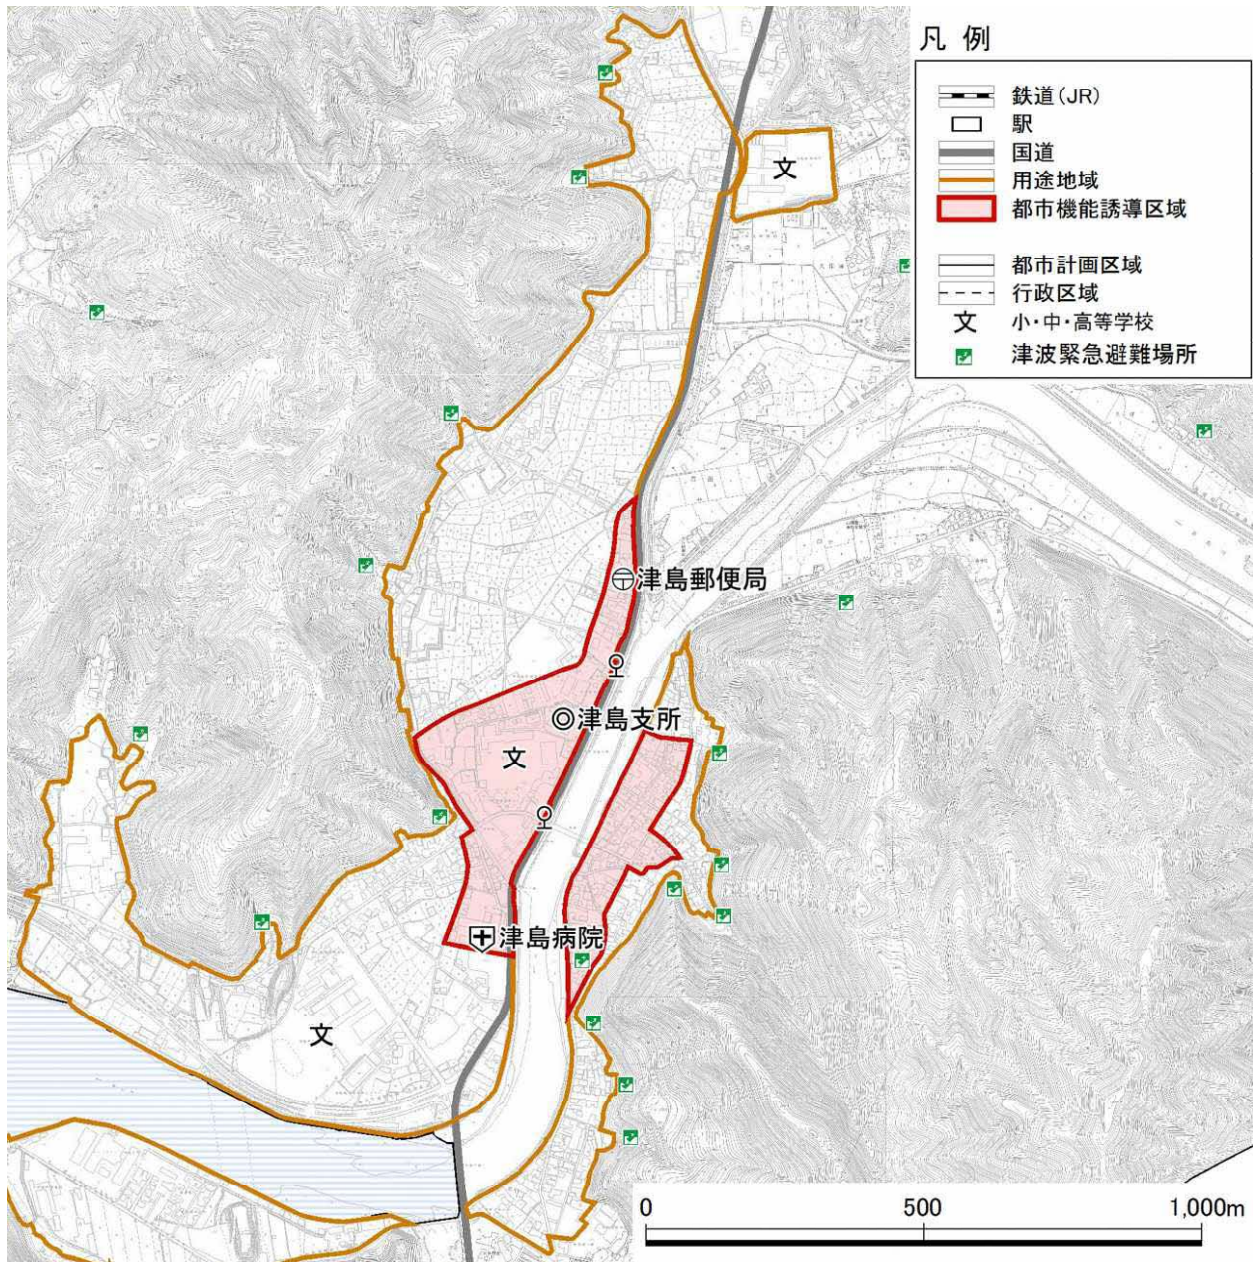 凡 例
鉄道(JR)
駅
国道
用途地域
都市機能誘導区域
都市計画区域
行政区域
文 小・中・高等学校
津波緊急避難場所
文
津島郵便局
津島支所
文
津島病院
文
0 500 1,000m